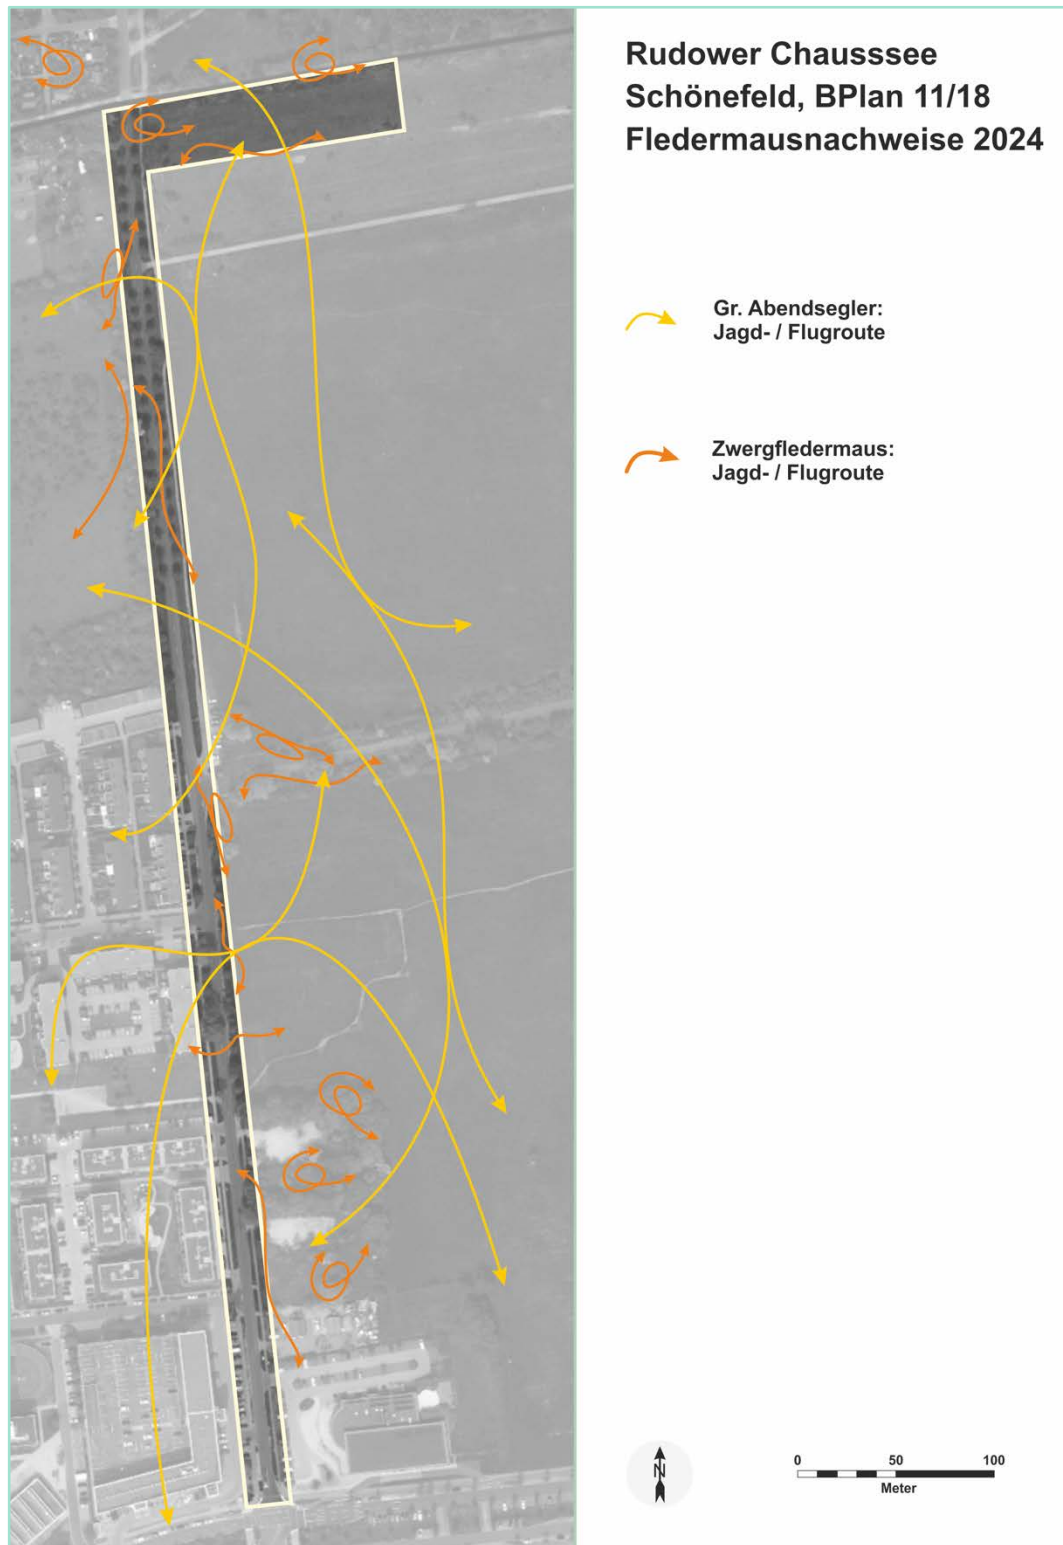 Rudower Chausssee
Schönefeld, BPlan 11/18
Fledermausnachweise 2024
Gr. Abendsegler:
Jagd- / Flugroute
Zwergfledermaus:
Jagd- / Flugroute
N
0 50 100
Meter